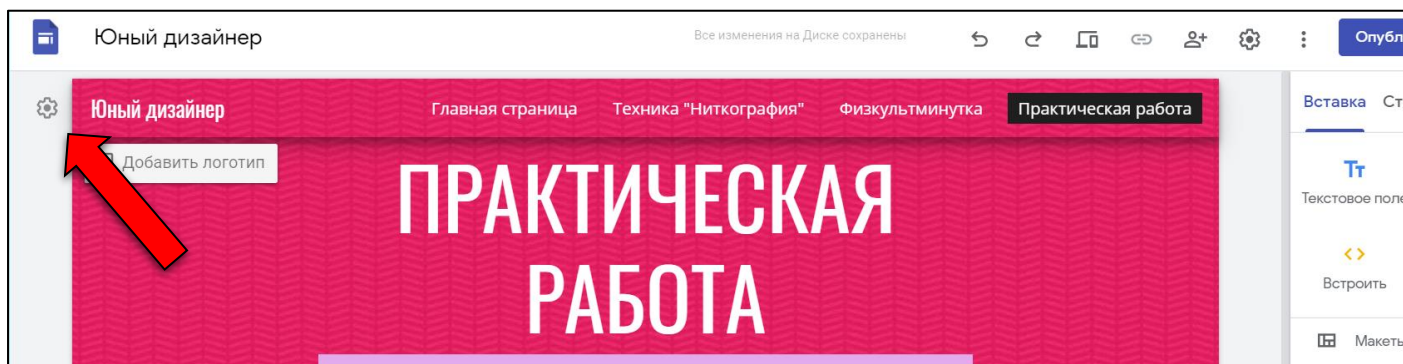 Юный дизайнер
Все изменения на Диске сохранены
Опубл
Юный дизайнер
Главная страница
Техника "Ниткография"
Физкультминутка
Практическая работа
Вставка
Ст
Добавить логотип
ПРАКТИЧЕСКАЯ
РАБОТА
Тт
Текстовое поле
Встроить
Макеты